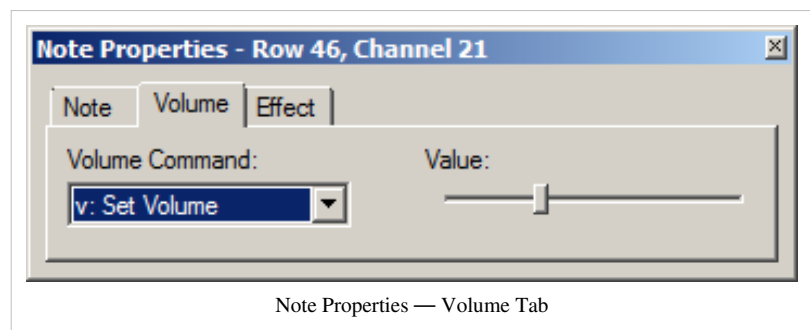 Note Properties - Row 46, Channel 21
Note Volume Effect
Volume Command: Value:
v: Set Volume
Note Properties — Volume Tab